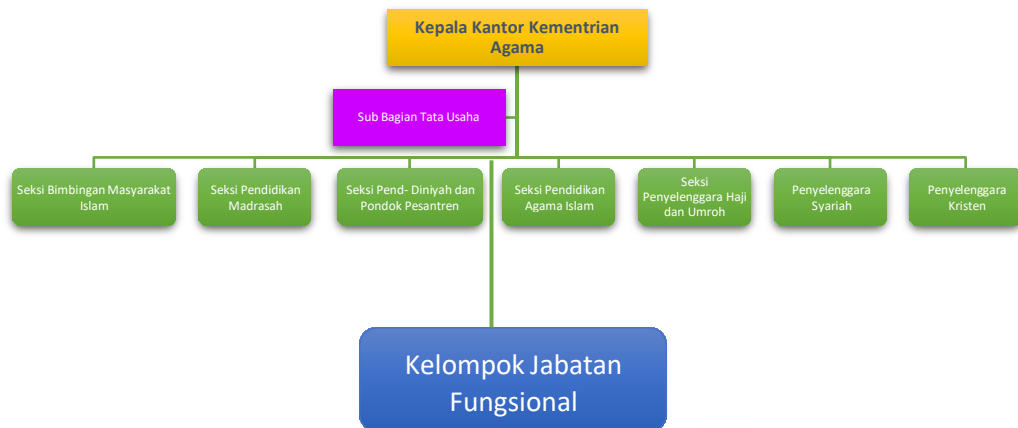 Kepala Kantor Kementrian
Agama
Sub Bagian Tata Usaha
Seksi Bimbingan Masyarakat
Islam
Seksi Pendidikan
Madrasah
Seksi Pend- Diniyah dan
Pondok Pesantren
Seksi Pendidikan
Agama Islam
Seksi
Penyelenggara Haji
dan Umroh
Penyelenggara
Syariah
Penyelenggara
Kristen
Kelompok Jabatan
Fungsional